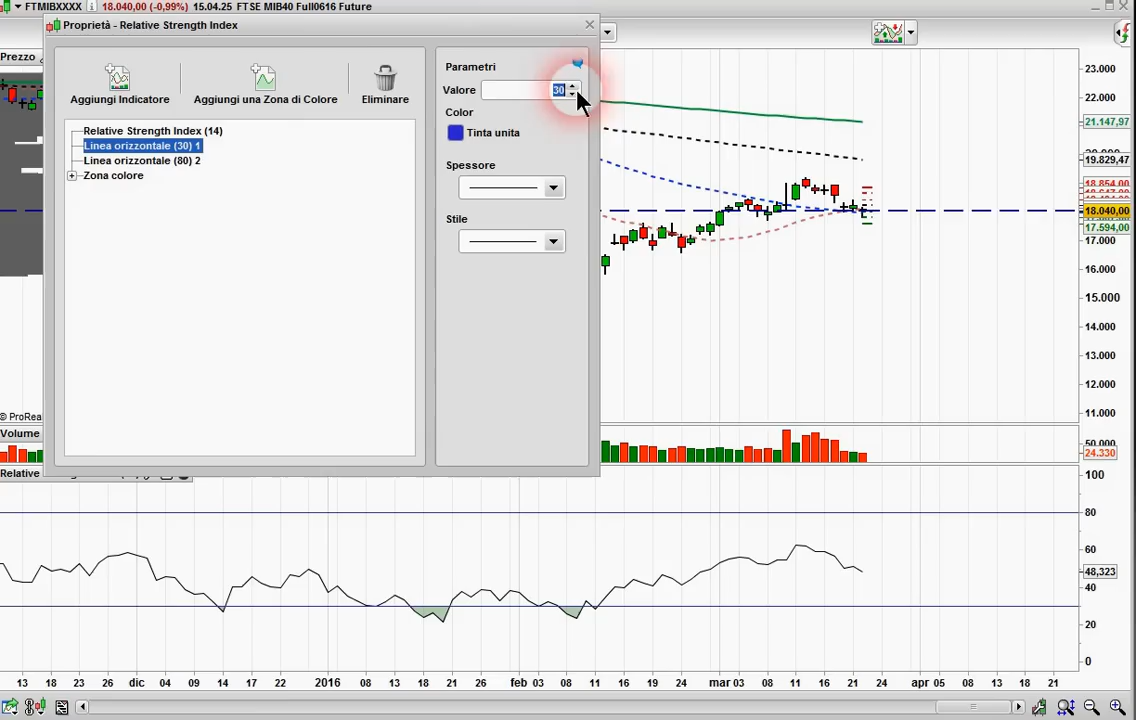 FTMIBXXXX 18.040,00 (-0,99%) 15.04.25 FTSE MIB40 Full0616 Future
Proprietà - Relative Strength Index
Prezzo
Aggiungi Indicatore
Aggiungi una Zona di Colore
Eliminare
Relative Strength Index (14)
Linea orizzontale (30) 1
Linea orizzontale (80) 2
Zona colore
Parametri
Valore 30
Color
Tinta unita
Spessore
Stile
23.000
22.000
21.147,97
19.829,47
18.854,00
18.040,00
17.594,00
17.000
16.000
15.000
14.000
13.000
12.000
11.000
© ProRea
Volume
50.000
24.330
Relative
100
80
60
48,323
40
20
0
13 18 23 26 dic 04 09 14 17 22 2016 08 13 18 21 26 feb 03 08 11 16 19 24 mar 03 08 11 16 21 24 apr 05 08 13 18 21